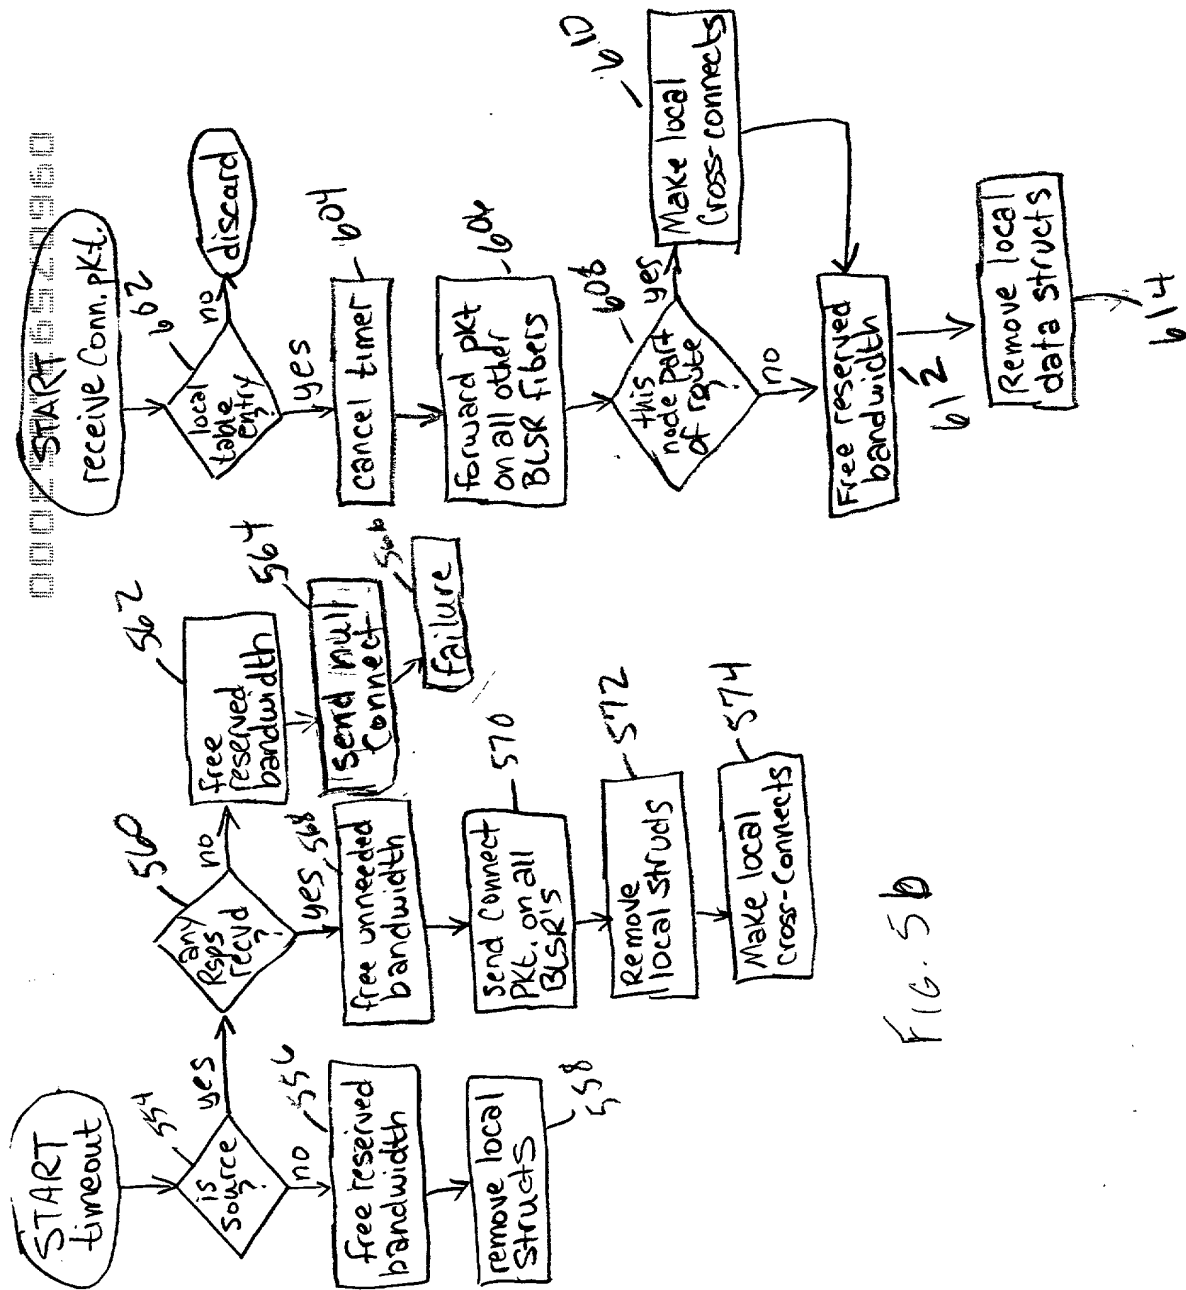 START
timeout
is
source
?
554
yes
no
556
free reserved
bandwidth
remove local
structs
558
any
Rsps
recvd
?
560
no
yes
562
free
reserved
bandwidth
564
send null
connect
566
failure
568
free unneeded
bandwidth
send connect
PKt. on all
BLSR's
570
Remove
local structs
572
Make local
cross-connects
574
START
receive Conn. pkt.
local
table
entry
?
602
no
discard
yes
cancel timer
604
forward pkt
on all other
BLSR fibers
606
this
node part
of route
?
608
yes
no
Make local
cross-connects
610
Free reserved
bandwidth
612
Remove local
data structs
614
FIG. 5b